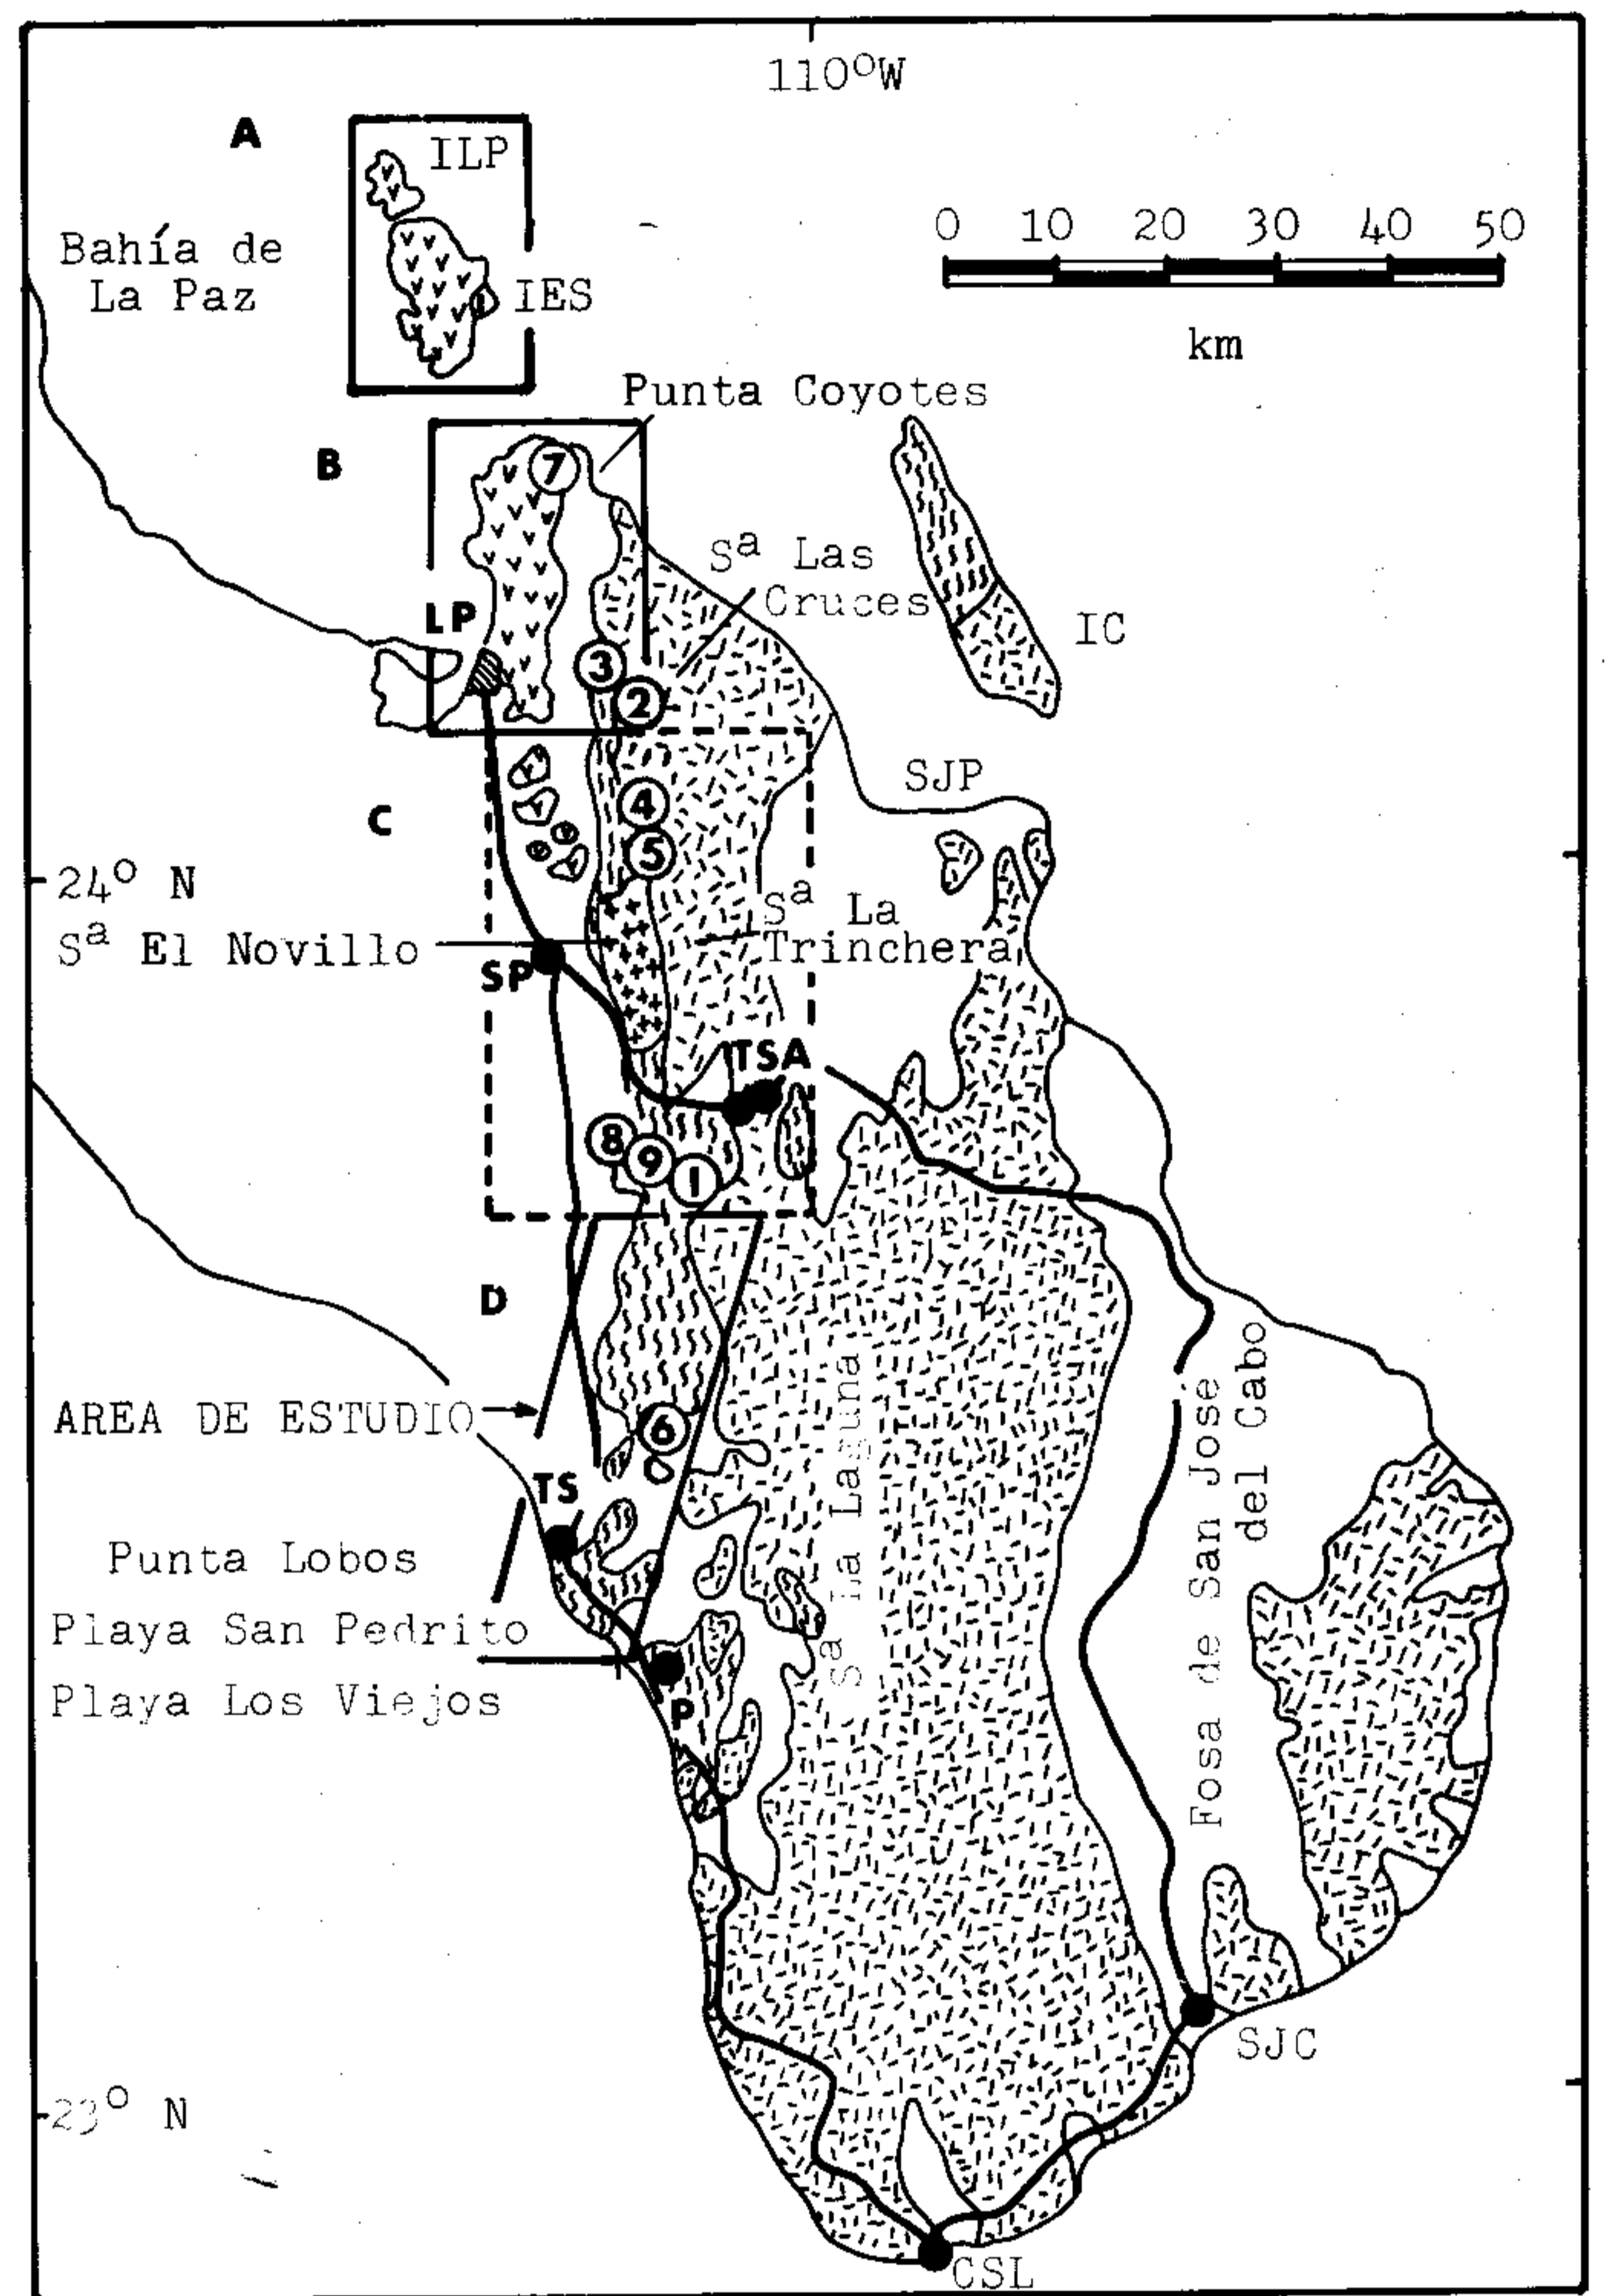 110°W
A
ILP
Bahía de
La Paz
IES
0 10 20 30 40 50
km
Punta Coyotes
B
7
Sª Las
Cruces
LP
IC
3
2
SJP
C
4
5
24° N
Sª La
Trinchera
Sª El Novillo
SP
TSA
8
9
1
D
AREA DE ESTUDIO
6
TS
Punta Lobos
Playa San Pedrito
Playa Los Viejos
P
Sª La Laguna
Fosa de San José
del Cabo
SJC
23° N
CSL